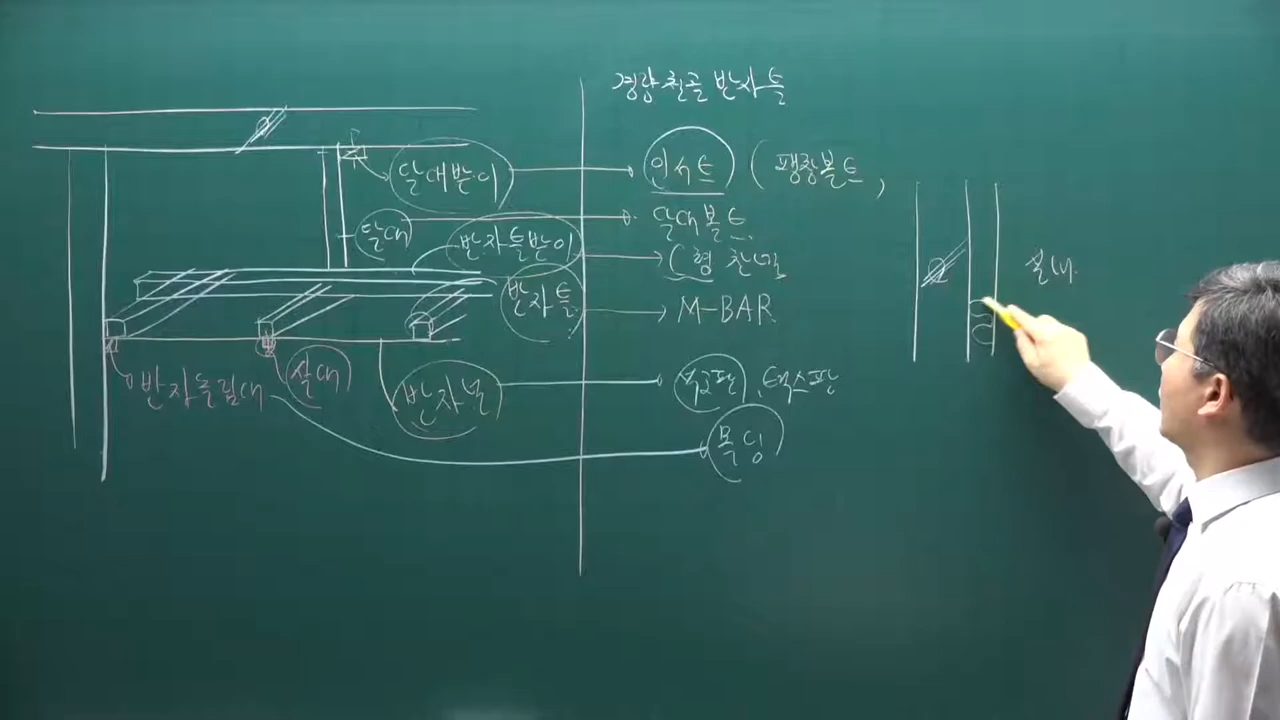 경량철골 반자틀
달대받이
인서트 (팽창볼트,
달대
달대볼트
반자틀받이
C형 찬넬
반자틀
M-BAR
반자돌림대
살대
반자널
석고판, 텍스판
몰딩